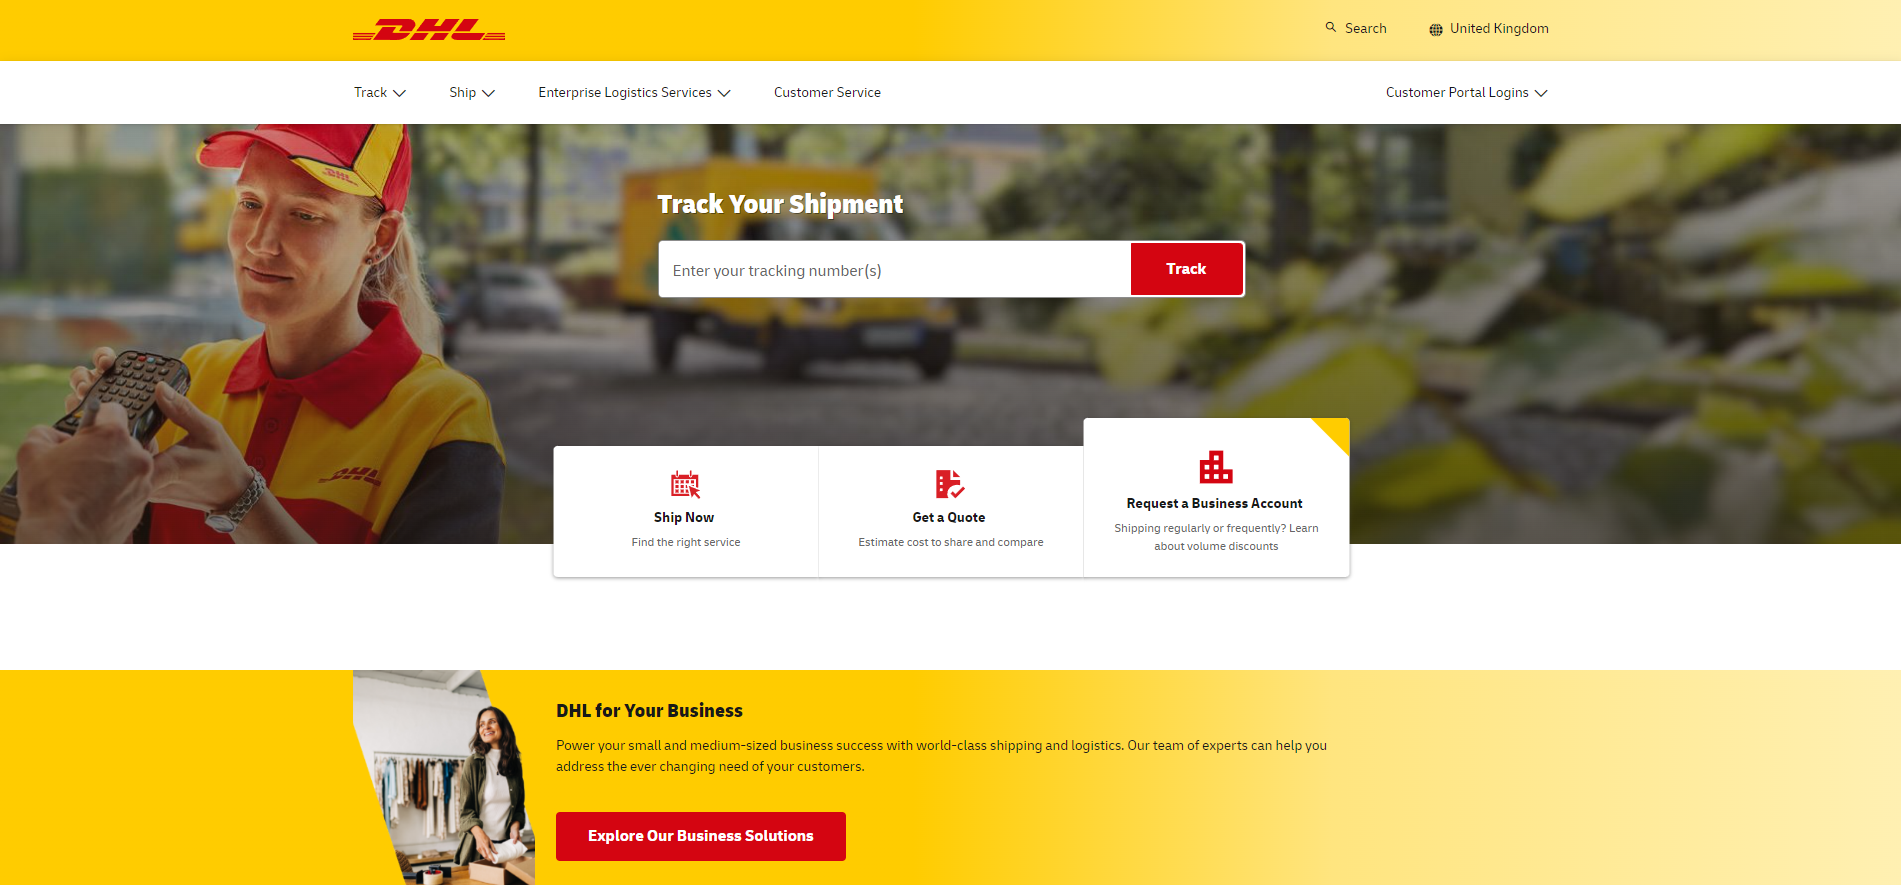 DHL
Search
United Kingdom
Track
Ship
Enterprise Logistics Services
Customer Service
Customer Portal Logins
DHL
Track Your Shipment
Enter your tracking number(s)
Track
DHL
Ship Now
Find the right service
Get a Quote
Estimate cost to share and compare
Request a Business Account
Shipping regularly or frequently? Learn
about volume discounts
DHL for Your Business
Power your small and medium-sized business success with world-class shipping and logistics. Our team of experts can help you
address the ever changing need of your customers.
Explore Our Business Solutions